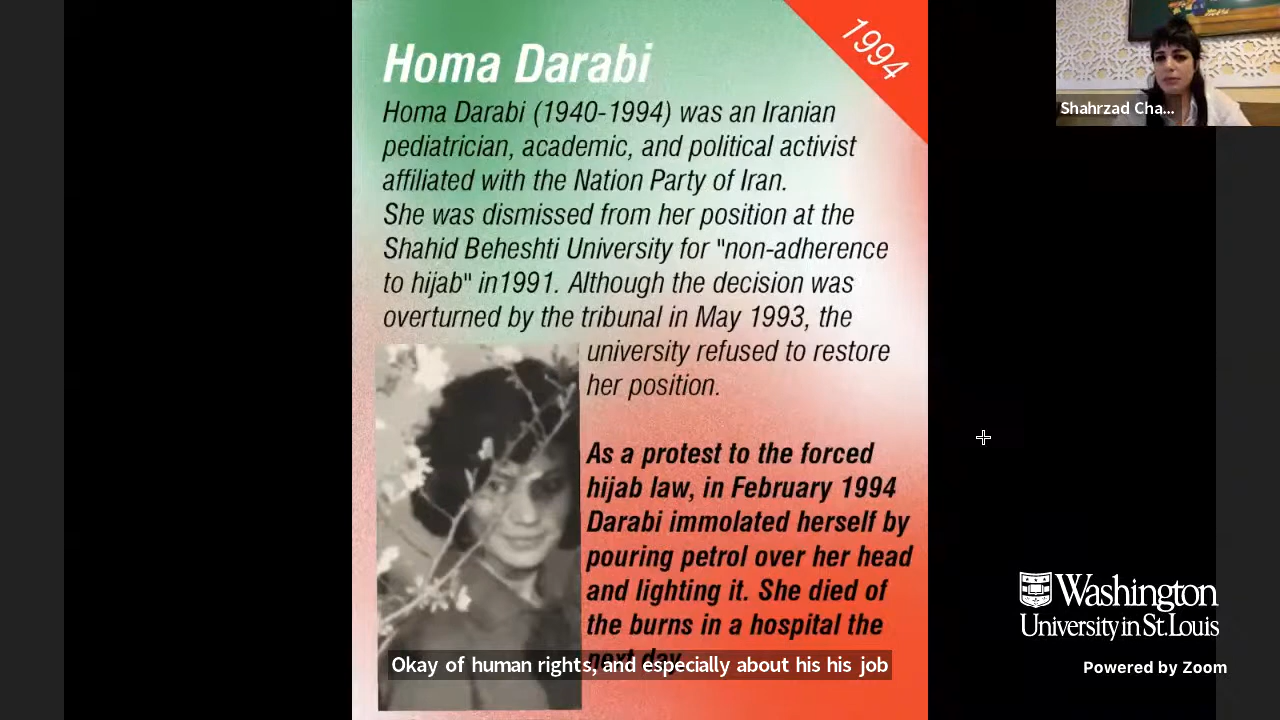 Homa Darabi
1994
Homa Darabi (1940-1994) was an Iranian
pediatrician, academic, and political activist
affiliated with the Nation Party of Iran.
She was dismissed from her position at the
Shahid Beheshti University for "non-adherence
to hijab" in1991. Although the decision was
overturned by the tribunal in May 1993, the
university refused to restore
her position.
As a protest to the forced
hijab law, in February 1994
Darabi immolated herself by
pouring petrol over her head
and lighting it. She died of
the burns in a hospital the
next day.
Okay of human rights, and especially about his his job
Shahrzad Cha...
Washington
University in St. Louis
Powered by Zoom